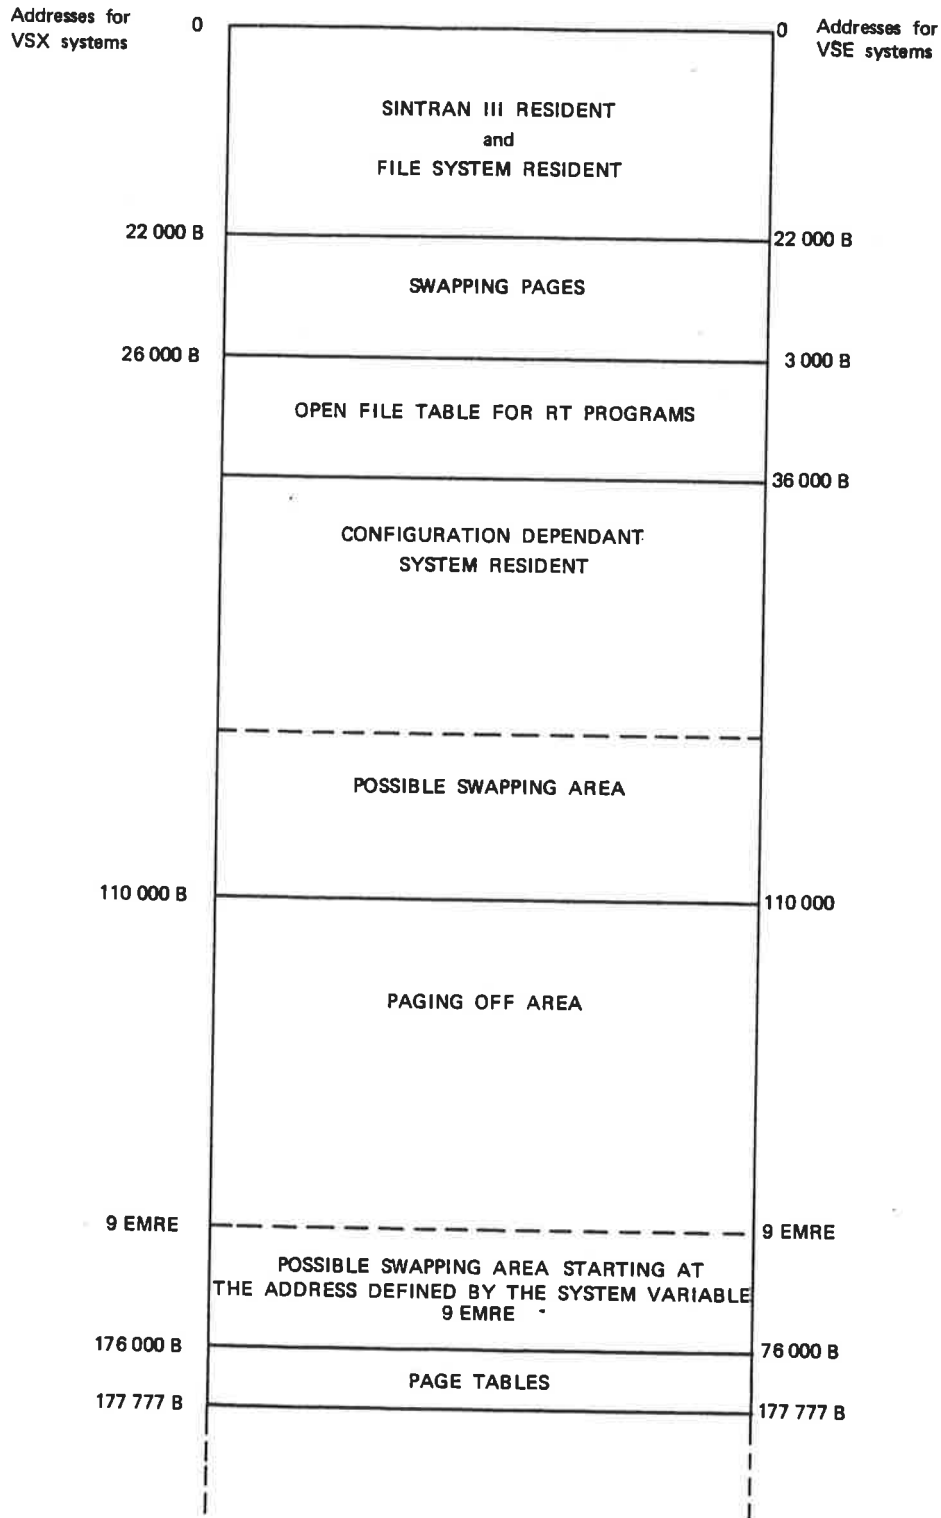 Addresses for
VSX systems
0
0
Addresses for
VSE systems
SINTRAN III RESIDENT
and
FILE SYSTEM RESIDENT
22 000 B
22 000 B
SWAPPING PAGES
26 000 B
3 000 B
OPEN FILE TABLE FOR RT PROGRAMS
36 000 B
CONFIGURATION DEPENDANT
SYSTEM RESIDENT
POSSIBLE SWAPPING AREA
110 000 B
110 000
PAGING OFF AREA
9 EMRE
9 EMRE
POSSIBLE SWAPPING AREA STARTING AT
THE ADDRESS DEFINED BY THE SYSTEM VARIABLE
9 EMRE
176 000 B
76 000 B
PAGE TABLES
177 777 B
177 777 B